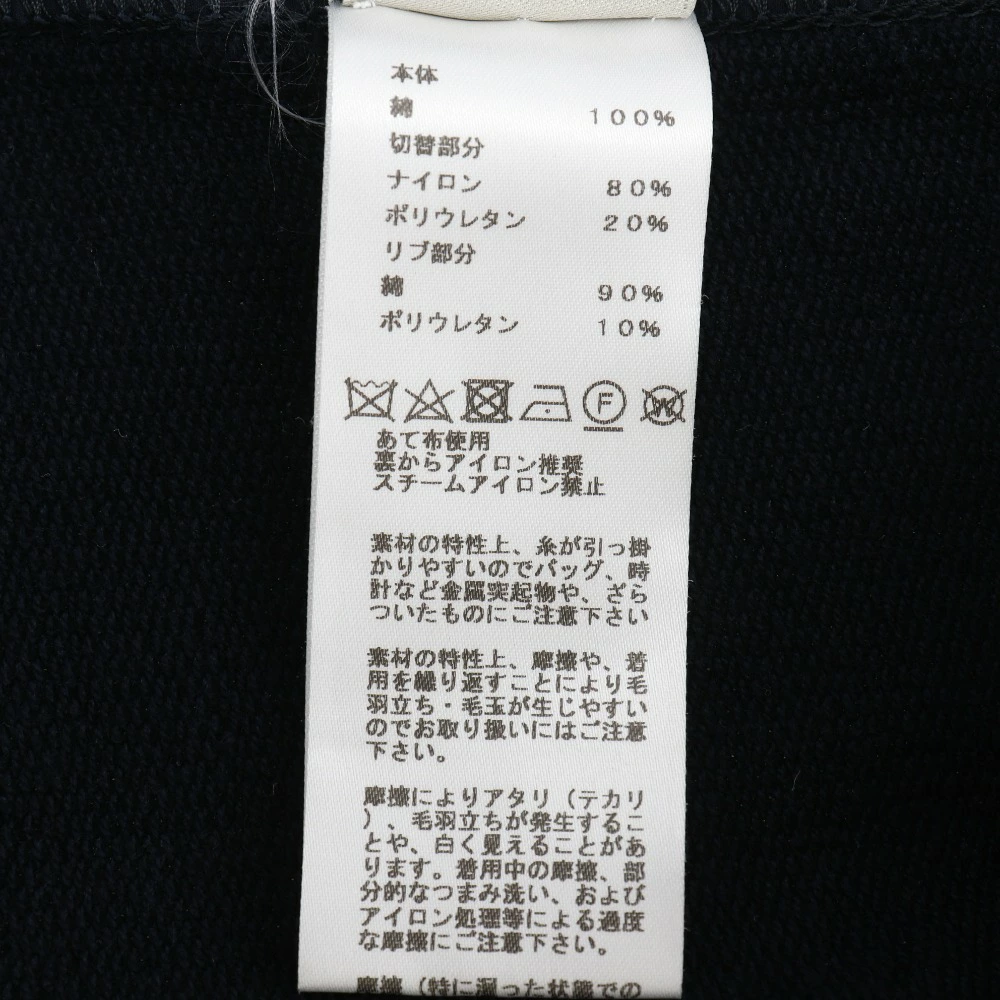 本体
綿 100%
切替部分
ナイロン 80%
ポリウレタン 20%
リブ部分
綿 90%
ポリウレタン 10%
F W
あて布使用
裏からアイロン推奨
スチームアイロン禁止
素材の特性上、糸が引っ掛
かりやすいのでバッグ、時
計など金属突起物や、ざら
ついたものにご注意下さい
素材の特性上、摩擦や、着
用を繰り返すことにより毛
羽立ち・毛玉が生じやすい
のでお取り扱いにはご注意
下さい。
摩擦によりアタリ（テカリ
）、毛羽立ちが発生するこ
とや、白く見えることがあ
ります。着用中の摩擦、部
分的なつまみ洗い、および
アイロン処理等による過度
な摩擦にご注意下さい。
摩擦（特に湿った状態での